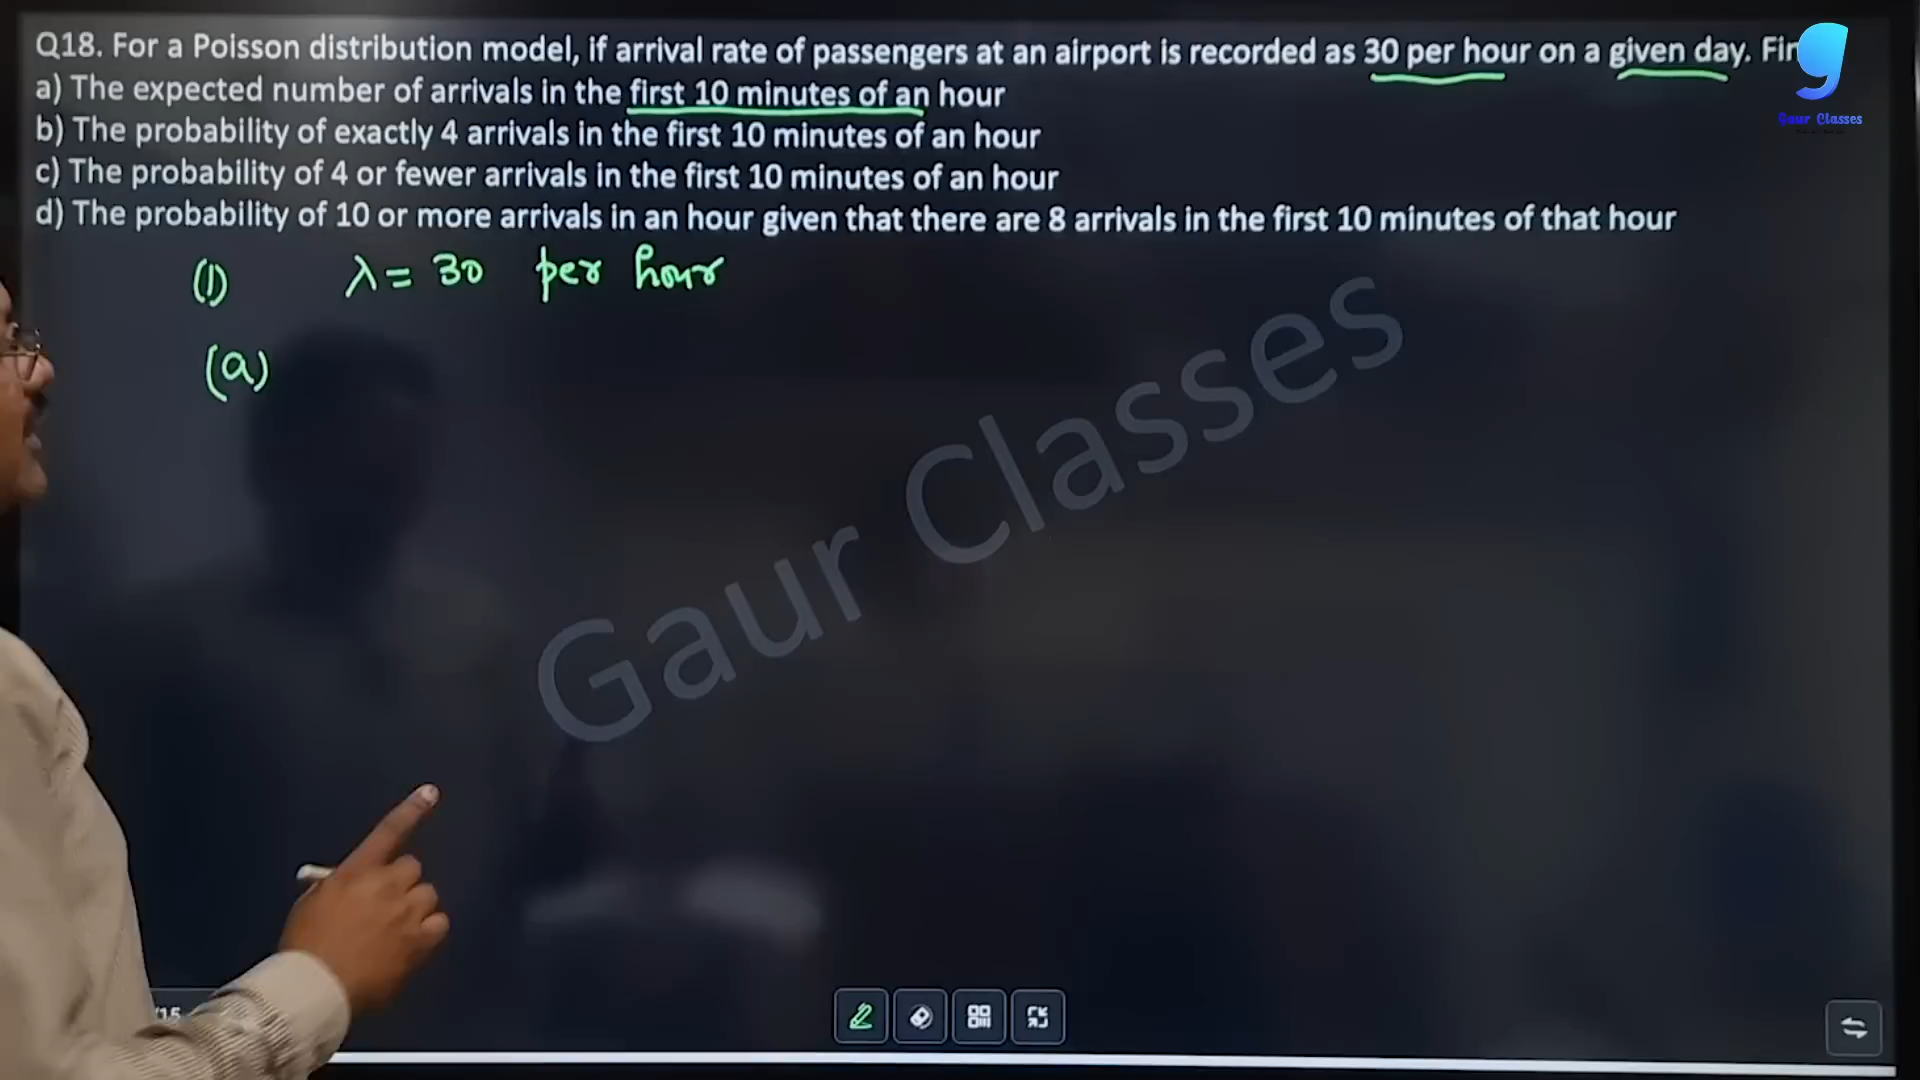 Q18. For a Poisson distribution model, if arrival rate of passengers at an airport is recorded as 30 per hour on a given day.
a) The expected number of arrivals in the first 10 minutes of an hour
b) The probability of exactly 4 arrivals in the first 10 minutes of an hour
c) The probability of 4 or fewer arrivals in the first 10 minutes of an hour
d) The probability of 10 or more arrivals in an hour given that there are 8 arrivals in the first 10 minutes of that hour
(1) λ = 30 per hour
(a)
Gaur Classes
Gaur Classes
/15